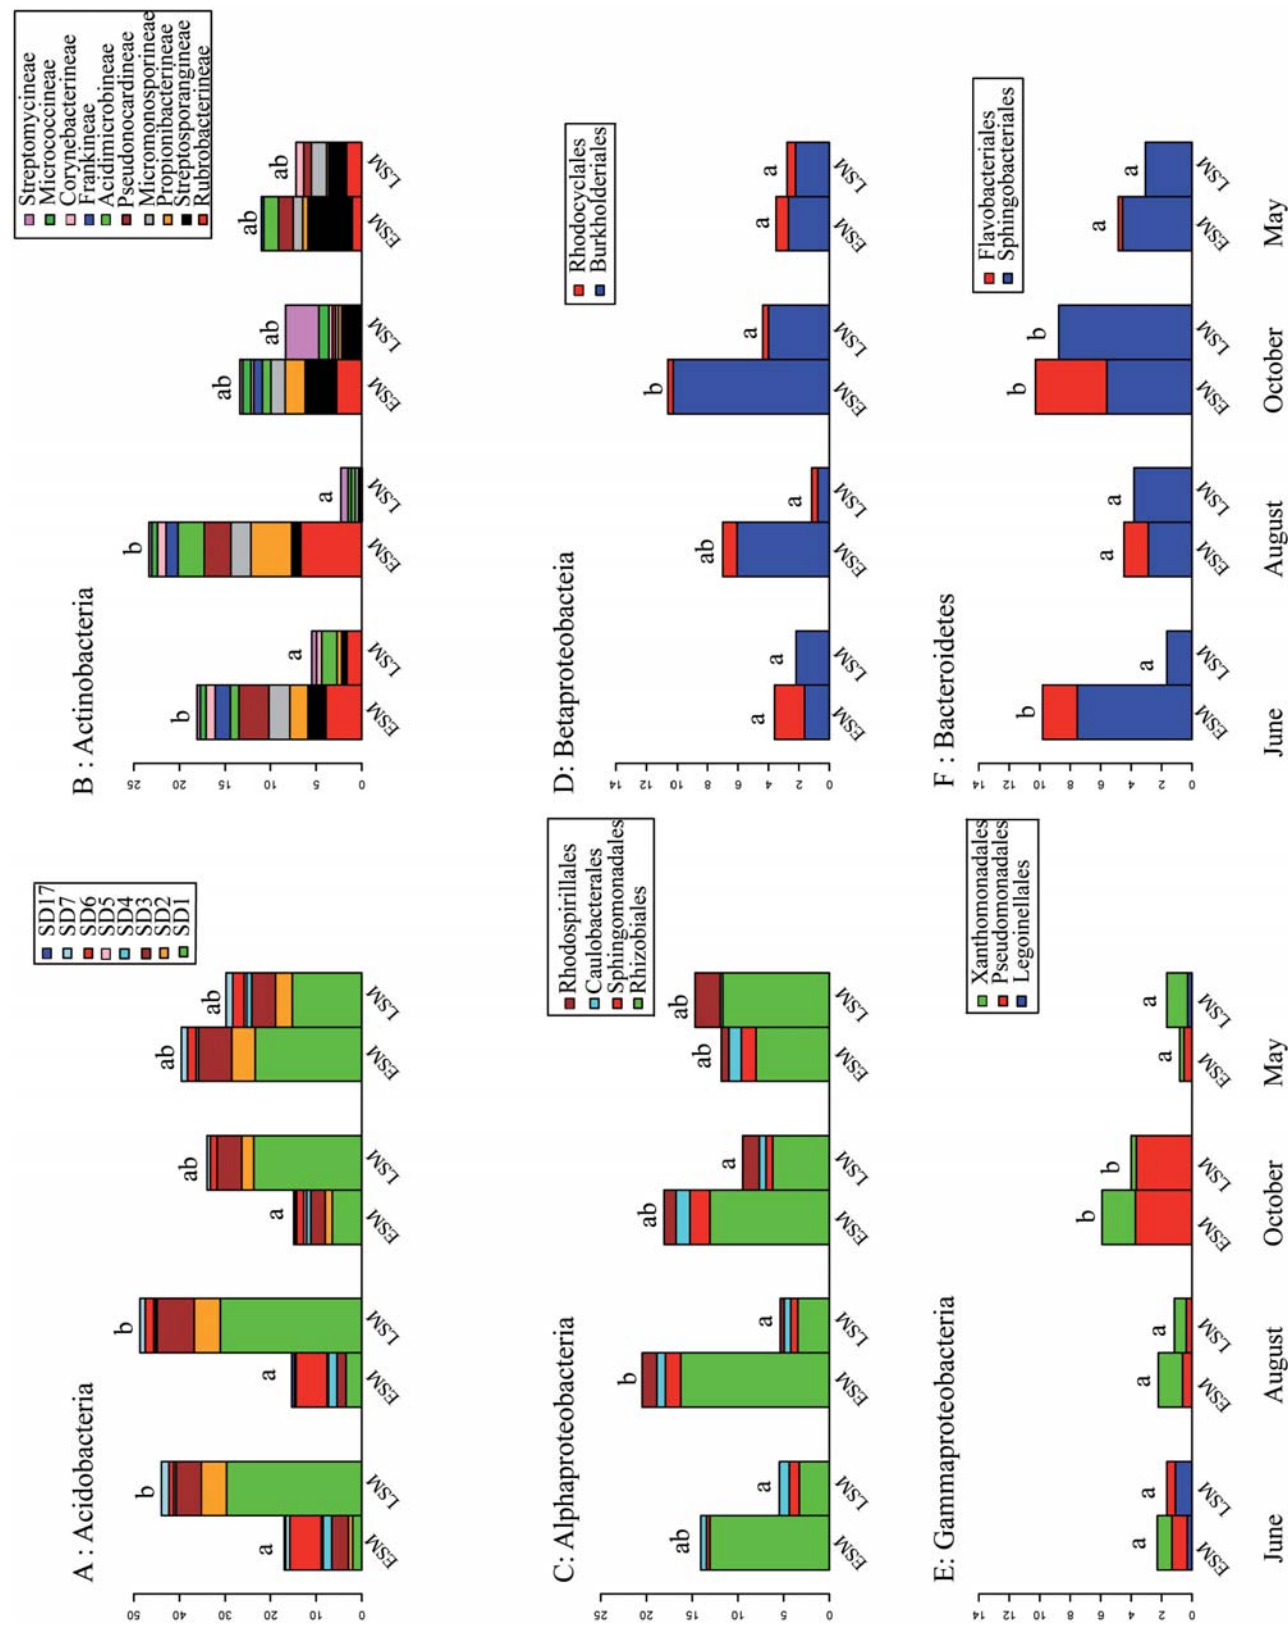 A : Acidobacteria
SD17
SD7
SD6
SD5
SD4
SD3
SD2
SD1
50
40
30
20
10
0
a
b
a
b
a
ab
ab
ab
ESM
LSM
ESM
LSM
ESM
LSM
ESM
LSM
B : Actinobacteria
Streptomycineae
Micrococcineae
Corynebacterineae
Frankineae
Acidimicrobineae
Pseudonocardineae
Micromonosporineae
Propionibacterineae
Streptosporangineae
Rubrobacterineae
25
20
15
10
5
0
b
a
b
a
ab
ab
ab
ab
ESM
LSM
ESM
LSM
ESM
LSM
ESM
LSM
C: Alphaproteobacteria
Rhodospirillales
Caulobacterales
Sphingomonadales
Rhizobiales
25
20
15
10
5
0
ab
a
b
a
ab
a
ab
ab
ESM
LSM
ESM
LSM
ESM
LSM
ESM
LSM
D: Betaproteobacteia
Rhodocyclales
Burkholderiales
14
12
10
8
6
4
2
0
a
a
ab
a
b
a
a
a
ESM
LSM
ESM
LSM
ESM
LSM
ESM
LSM
E: Gammaproteobacteria
Xanthomonadales
Pseudomonadales
Legoinellales
14
12
10
8
6
4
2
0
a
a
a
a
b
b
a
a
ESM
LSM
ESM
LSM
ESM
LSM
ESM
LSM
June
August
October
May
F : Bacteroidetes
Flavobacteriales
Sphingobacteriales
14
12
10
8
6
4
2
0
b
a
a
a
b
b
a
a
ESM
LSM
ESM
LSM
ESM
LSM
ESM
LSM
June
August
October
May